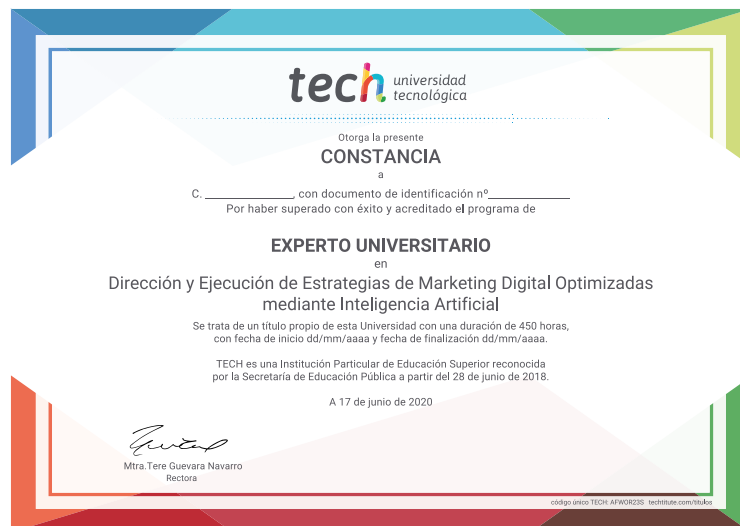 tech universidad
tecnológica
Otorga la presente
CONSTANCIA
a
C. ______________, con documento de identificación nº_____________
Por haber superado con éxito y acreditado el programa de
EXPERTO UNIVERSITARIO
en
Dirección y Ejecución de Estrategias de Marketing Digital Optimizadas
mediante Inteligencia Artificial
Se trata de un título propio de esta Universidad con una duración de 450 horas,
con fecha de inicio dd/mm/aaaa y fecha de finalización dd/mm/aaaa.
TECH es una Institución Particular de Educación Superior reconocida
por la Secretaría de Educación Pública a partir del 28 de junio de 2018.
A 17 de junio de 2020
Mtra.Tere Guevara Navarro
Rectora
código único TECH: AFWOR23S techtitute.com/titulos